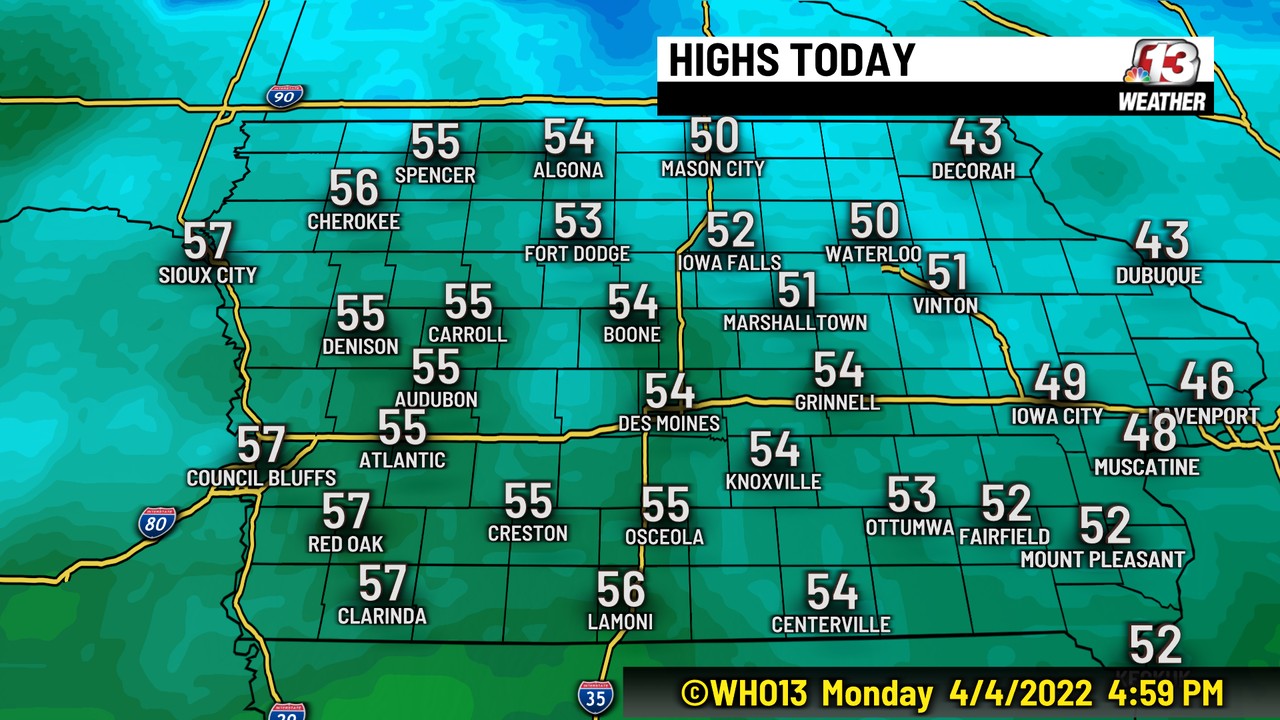 HIGHS TODAY
13
WEATHER
INTERSTATE
90
55
SPENCER
54
ALGONA
50
MASON CITY
43
DECORAH
56
CHEROKEE
53
FORT DODGE
52
IOWA FALLS
50
WATERLOO
57
SIOUX CITY
43
DUBUQUE
51
VINTON
55
DENISON
55
CARROLL
54
BOONE
51
MARSHALLTOWN
55
AUDUBON
54
DES MOINES
54
GRINNELL
49
IOWA CITY
46
DAVENPORT
55
ATLANTIC
48
MUSCATINE
57
COUNCIL BLUFFS
54
KNOXVILLE
INTERSTATE
80
57
RED OAK
55
CRESTON
55
OSCEOLA
53
OTTUMWA
52
FAIRFIELD
52
MOUNT PLEASANT
57
CLARINDA
56
LAMONI
54
CENTERVILLE
52
KEOKUK
INTERSTATE
35
©WHO13 Monday 4/4/2022 4:59 PM